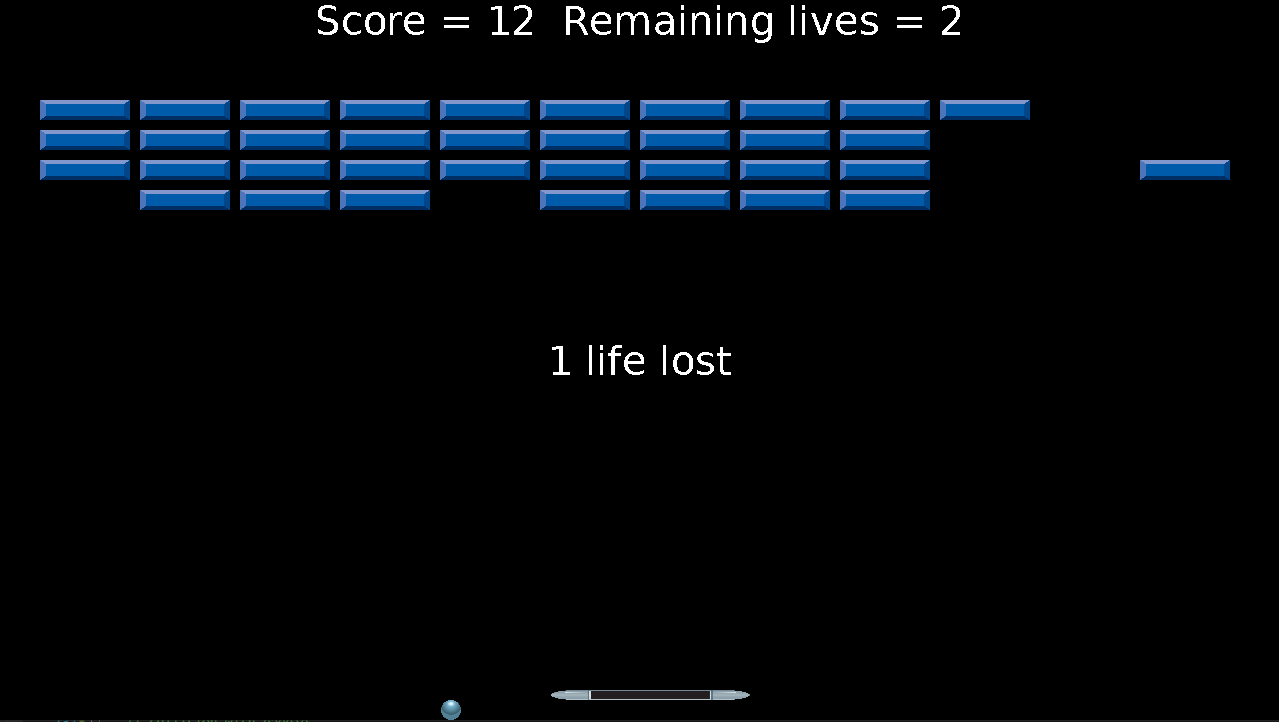 Score = 12  Remaining lives = 2
1 life lost